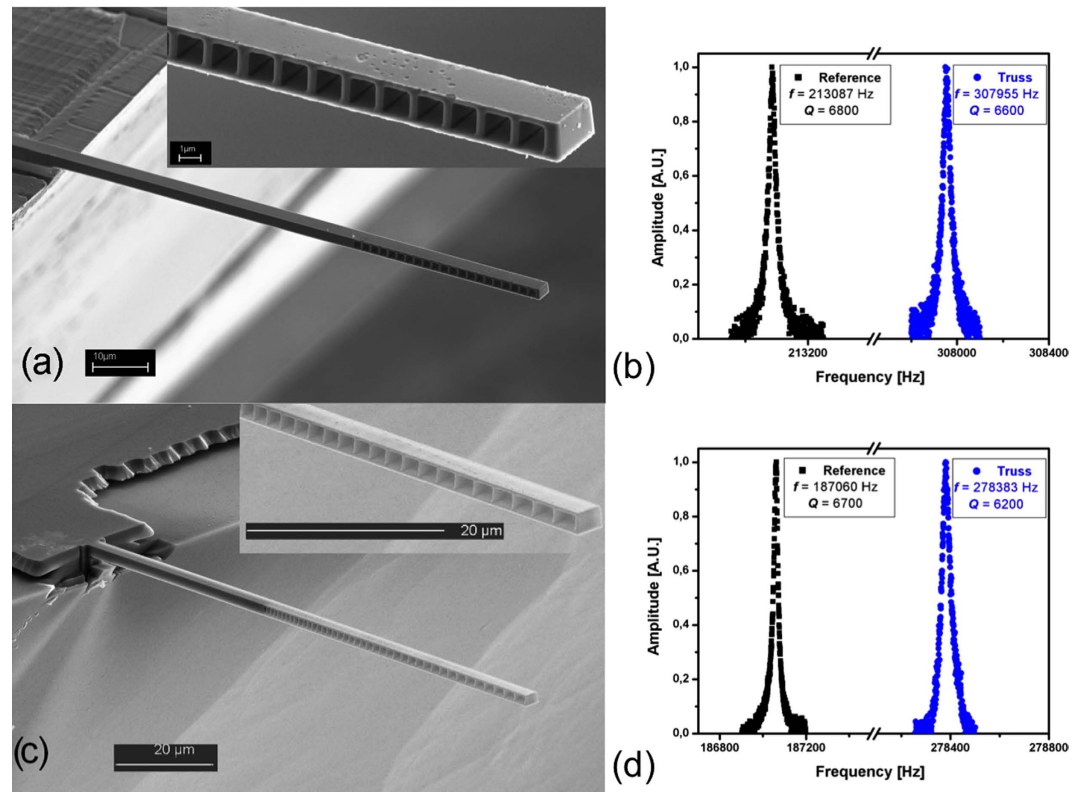 1µm
(a)
10µm
Amplitude [A.U.]
1,0
0,8
0,6
0,4
0,2
0,0
Reference
f = 213087 Hz
Q = 6800
Truss
f = 307955 Hz
Q = 6600
213200
308000
308400
Frequency [Hz]
(b)
20 µm
(c)
20 µm
Amplitude [A.U.]
1,0
0,8
0,6
0,4
0,2
0,0
Reference
f = 187060 Hz
Q = 6700
Truss
f = 278383 Hz
Q = 6200
186800
187200
278400
278800
Frequency [Hz]
(d)